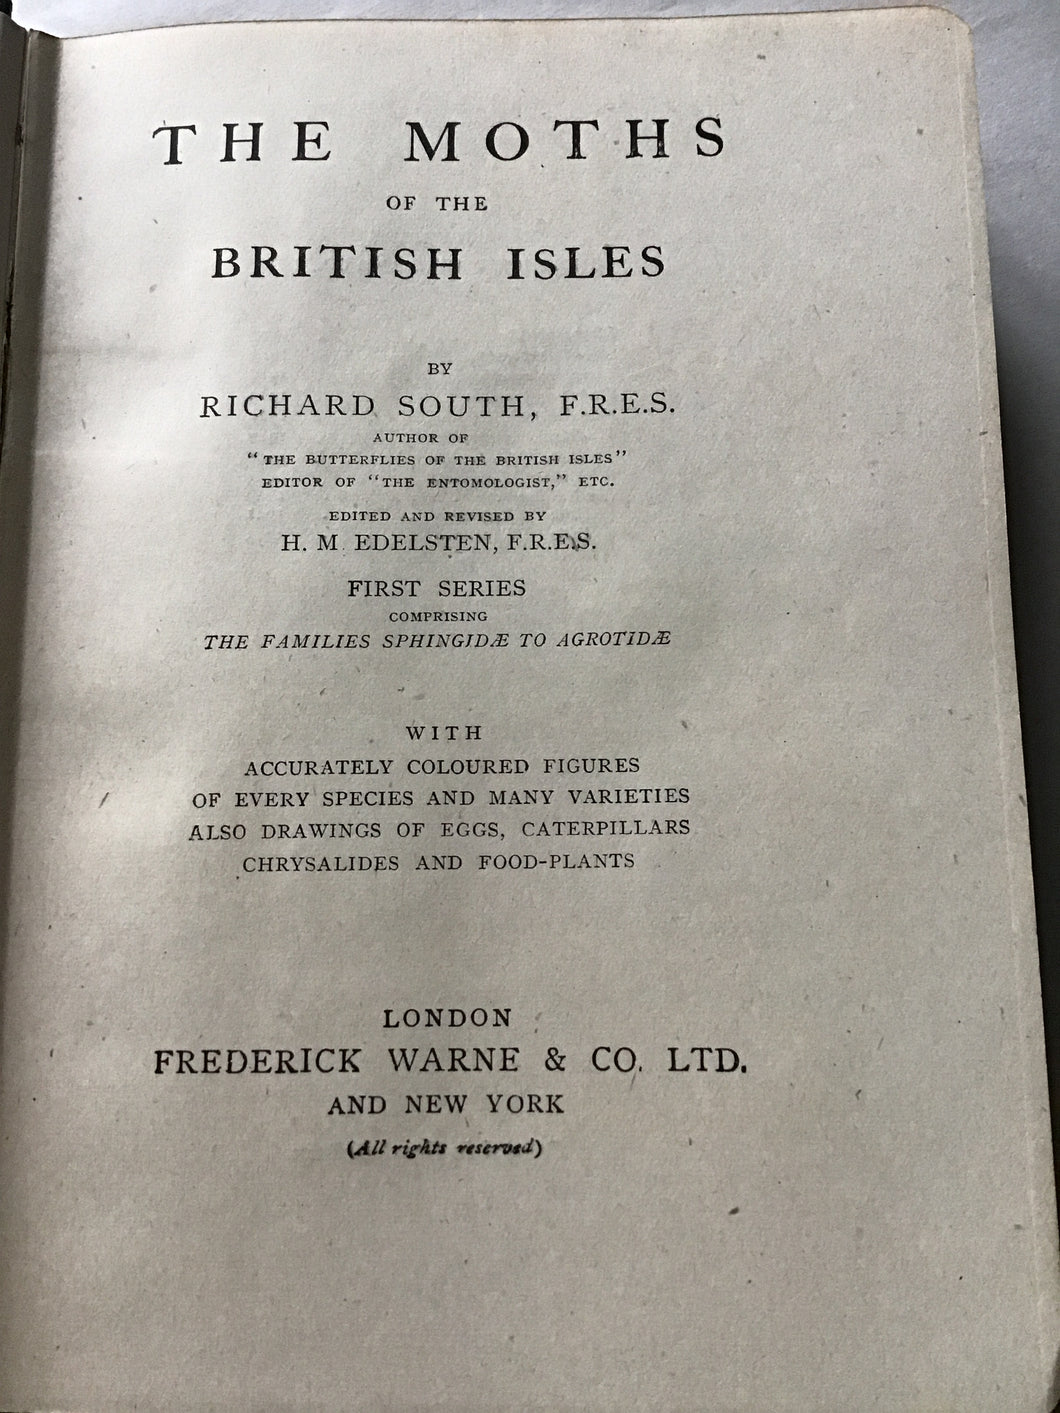 THE MOTHS
OF THE
BRITISH ISLES
BY
RICHARD SOUTH, F.R.E.S.
AUTHOR OF
"THE BUTTERFLIES OF THE BRITISH ISLES"
EDITOR OF "THE ENTOMOLOGIST," ETC.
EDITED AND REVISED BY
H. M EDELSTEN, F.R.E.S.
FIRST SERIES
COMPRISING
THE FAMILIES SPHINGIDÆ TO AGROTIDÆ
WITH
ACCURATELY COLOURED FIGURES
OF EVERY SPECIES AND MANY VARIETIES
ALSO DRAWINGS OF EGGS, CATERPILLARS
CHRYSALIDES AND FOOD-PLANTS
LONDON
FREDERICK WARNE & CO. LTD.
AND NEW YORK
(All rights reserved)